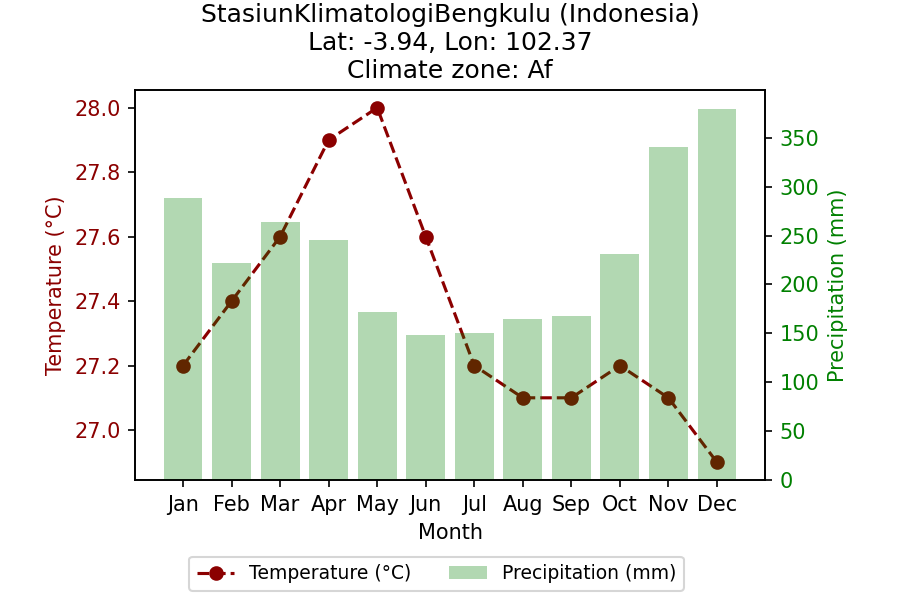 StasiunKlimatologiBengkulu (Indonesia)
Lat: -3.94, Lon: 102.37
Climate zone: Af
28.0
27.8
27.6
27.4
27.2
27.0
Temperature (°C)
350
300
250
200
150
100
50
0
Precipitation (mm)
Jan Feb Mar Apr May Jun Jul Aug Sep Oct Nov Dec
Month
Temperature (°C) Precipitation (mm)